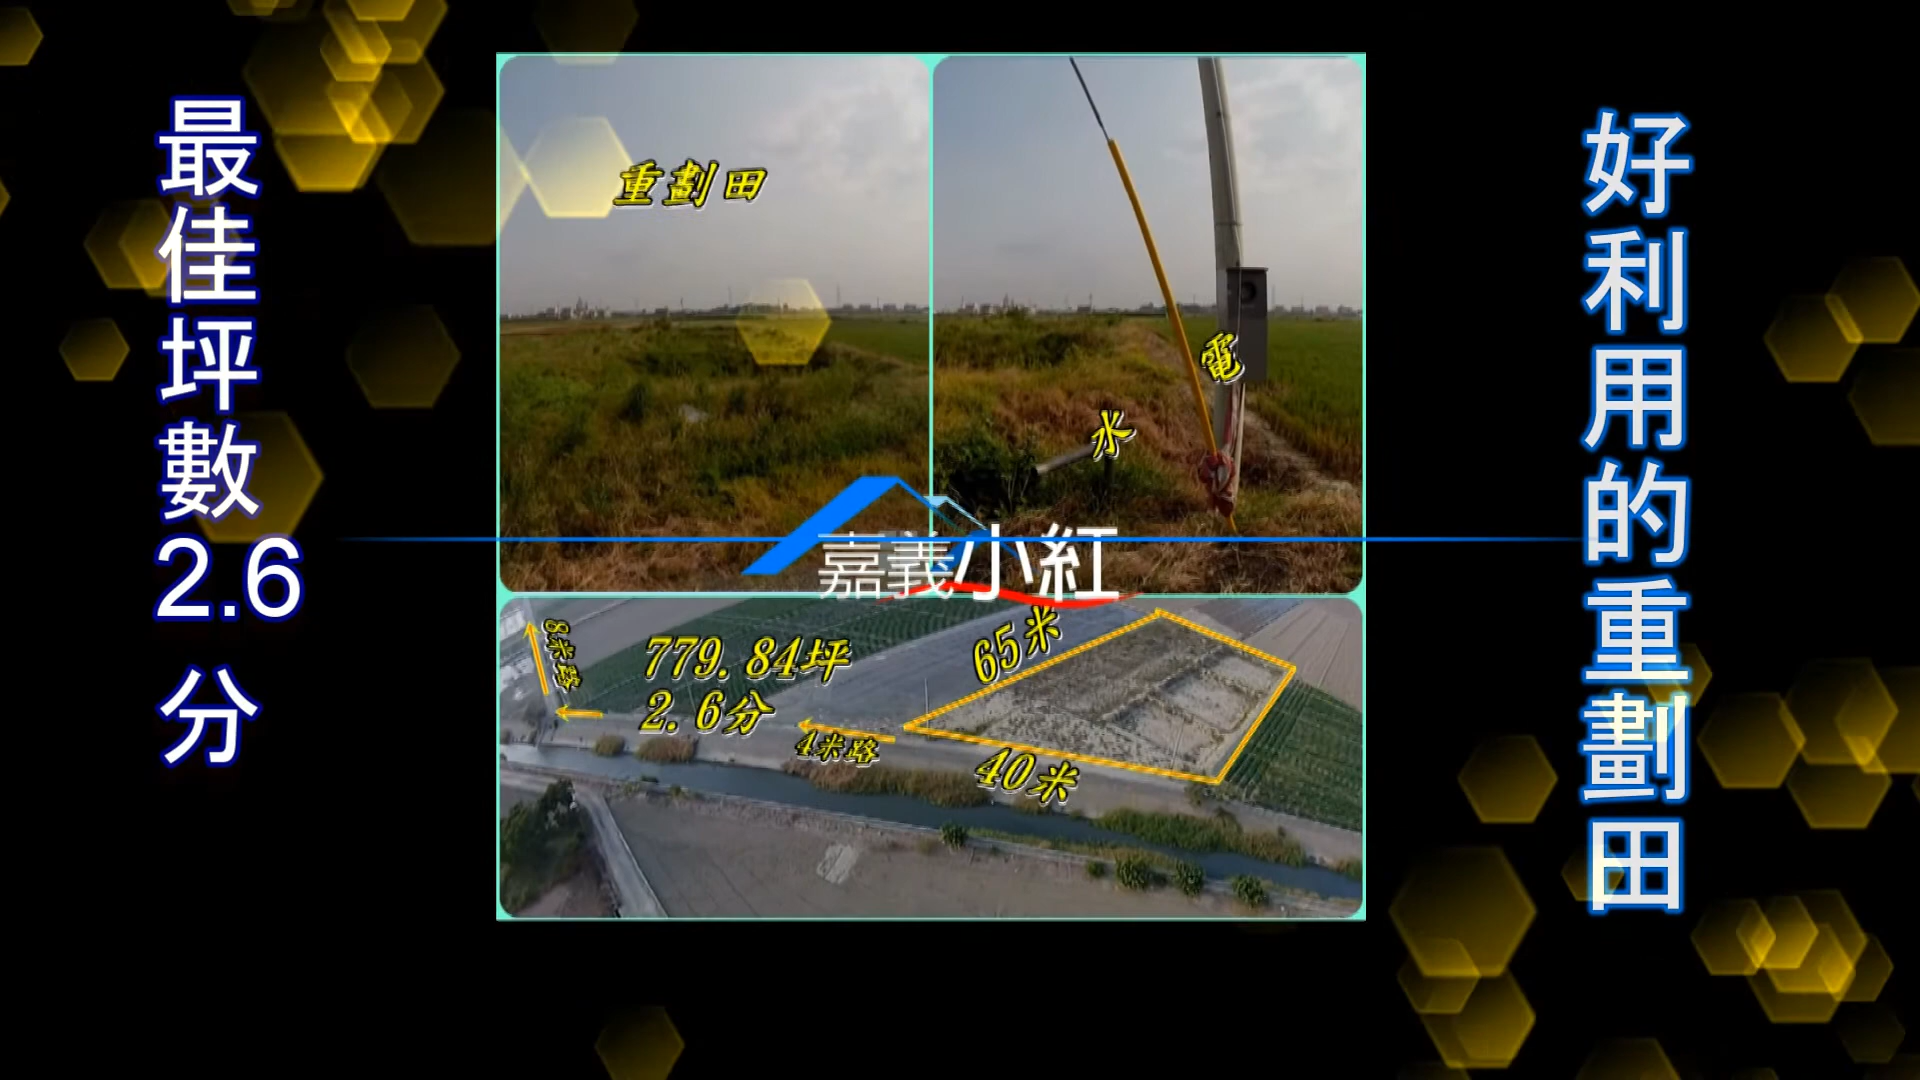 最佳坪數2.6分
好利用的重劃田
重劃田
電
水
嘉義小紅
8米路
779.84坪
2.6分
4米路
65米
40米